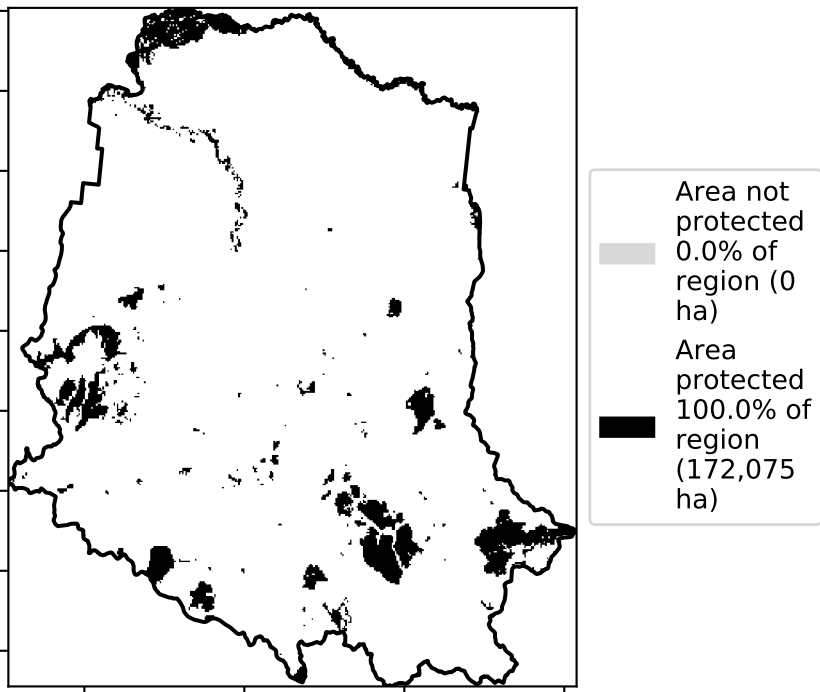 Area not
protected
0.0% of
region (0
ha)
Area
protected
100.0% of
region
(172,075
ha)